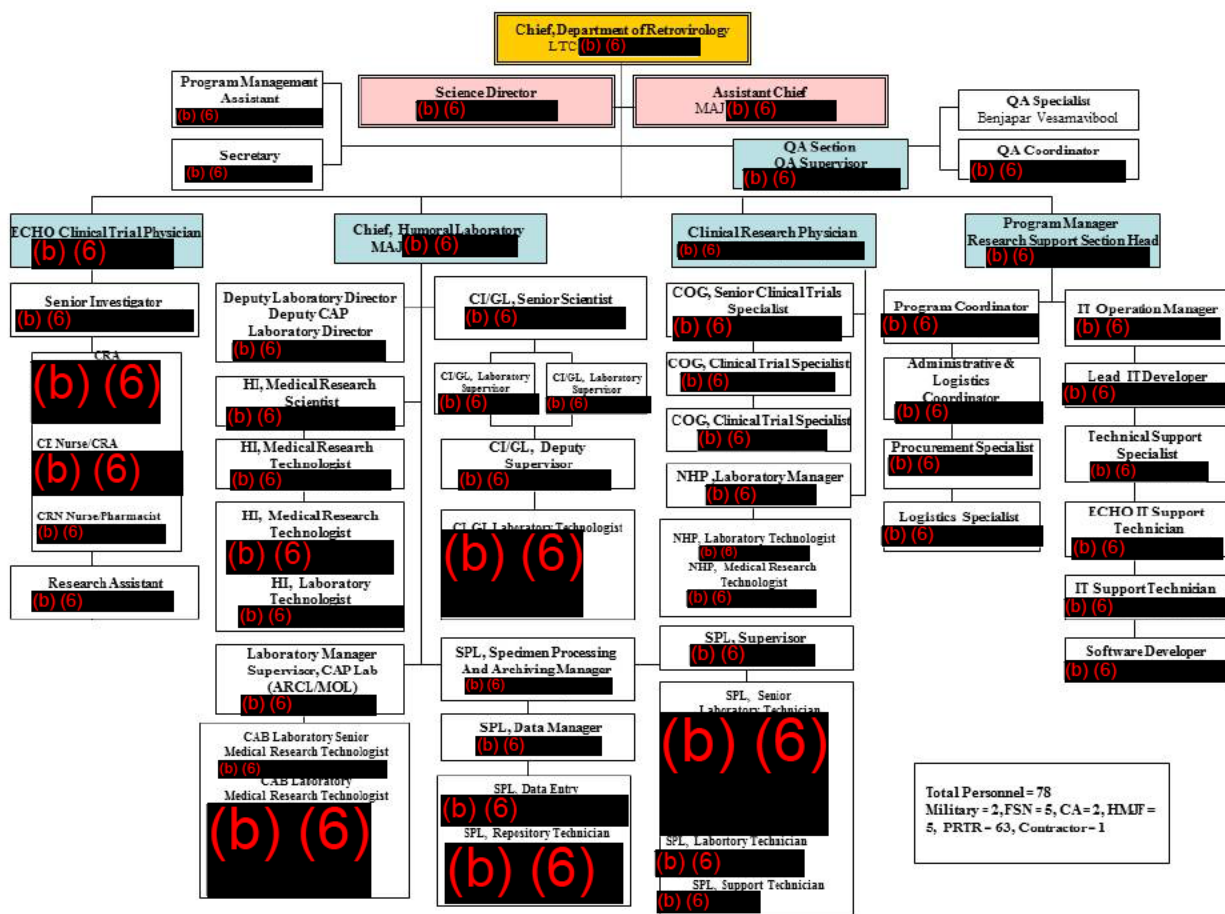 Chief, Department of Retrovirology
LTC (b) (6)
Program Management
Assistant
(b) (6)
Science Director
(b) (6)
Assistant Chief
MAJ (b) (6)
QA Specialist
Benjapar Vesamavibool
Secretary
(b) (6)
QA Section
QA Supervisor
(b) (6)
QA Coordinator
(b) (6)
ECHO Clinical Trial Physician
(b) (6)
Chief, Humoral Laboratory
MAJ (b) (6)
Clinical Research Physician
(b) (6)
Program Manager
Research Support Section Head
(b) (6)
Senior Investigator
(b) (6)
CRA
(b) (6)
CE Nurse/CRA
(b) (6)
CRN Nurse/Pharmacist
(b) (6)
Research Assistant
(b) (6)
Deputy Laboratory Director
Deputy CAP
Laboratory Director
(b) (6)
HI, Medical Research
Scientist
(b) (6)
HI, Medical Research
Technologist
(b) (6)
HI, Medical Research
Technologist
(b) (6)
HI, Laboratory
Technologist
(b) (6)
Laboratory Manager
Supervisor, CAP Lab
(ARCL/MOL)
(b) (6)
CAB Laboratory Senior
Medical Research Technologist
(b) (6)
CAB Laboratory
Medical Research Technologist
(b) (6)
CI/GL, Senior Scientist
(b) (6)
CI/GL, Laboratory
Supervisor
(b) (6)
CI/GL, Laboratory
Supervisor
(b) (6)
CI/GL, Deputy
Supervisor
(b) (6)
CI, GL Laboratory Technologist
(b) (6)
SPL, Specimen Processing
And Archiving Manager
(b) (6)
SPL, Data Manager
(b) (6)
SPL, Data Entry
(b) (6)
SPL, Repository Technician
(b) (6)
COG, Senior Clinical Trials
Specialist
(b) (6)
COG, Clinical Trial Specialist
(b) (6)
COG, Clinical Trial Specialist
(b) (6)
NHP, Laboratory Manager
(b) (6)
NHP, Laboratory Technologist
(b) (6)
NHP, Medical Research
Technologist
(b) (6)
SPL, Supervisor
(b) (6)
SPL, Senior
Laboratory Technician
(b) (6)
SPL, Labortory Technician
(b) (6)
SPL, Support Technician
(b) (6)
Program Coordinator
(b) (6)
Administrative &
Logistics
Coordinator
(b) (6)
Procurement Specialist
(b) (6)
Logistics Specialist
(b) (6)
IT Operation Manager
(b) (6)
Lead IT Developer
(b) (6)
Technical Support
Specialist
(b) (6)
ECHO IT Support
Technician
(b) (6)
IT Support Technician
(b) (6)
Software Developer
(b) (6)
Total Personnel = 78
Military = 2, FSN = 5, CA = 2, HMJF =
5, PRTR = 63, Contractor = 1